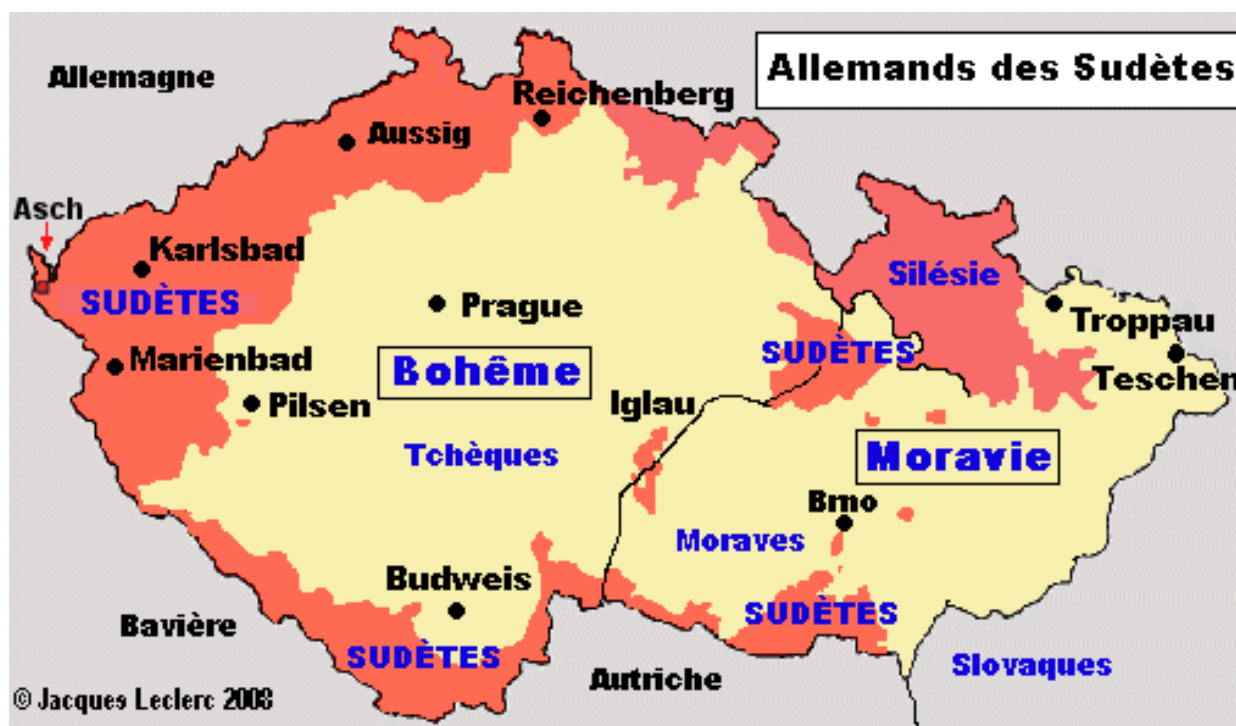 Allemagne
Allemands des Sudètes
Reichenberg
Aussig
Asch
Karlsbad
SUDÈTES
Silésie
Prague
Troppau
Marienbad
SUDÈTES
Bohême
Teschen
Pilsen
Iglau
Tchèques
Moravie
Brno
Moraves
Budweis
Bavière
SUDÈTES
SUDÈTES
Slovaques
Autriche
© Jacques Leclerc 2008